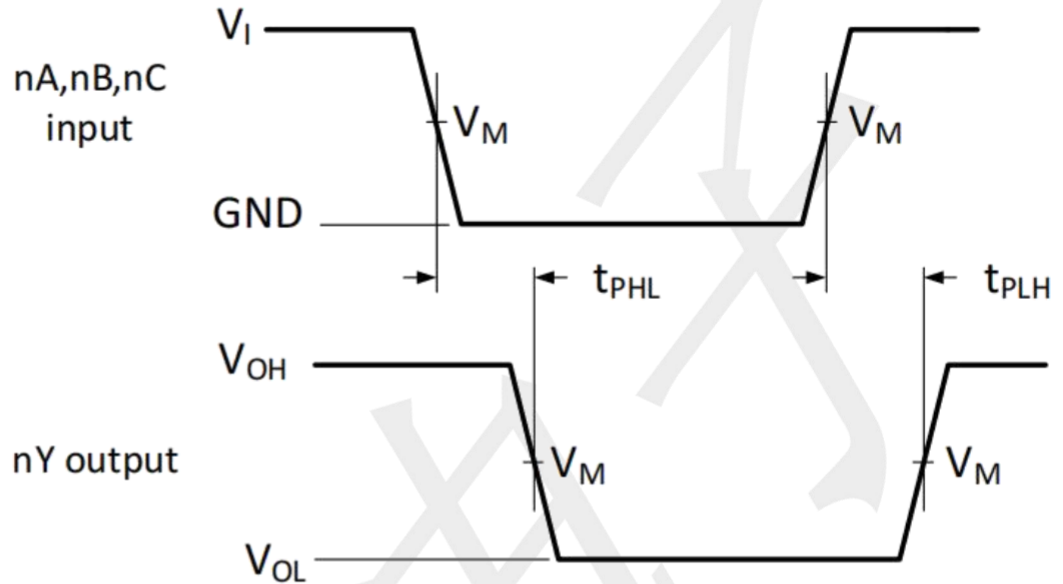 V_I
nA,nB,nC
input
V_M
V_M
GND
t_PHL
t_PLH
V_OH
nY output
V_M
V_M
V_OL